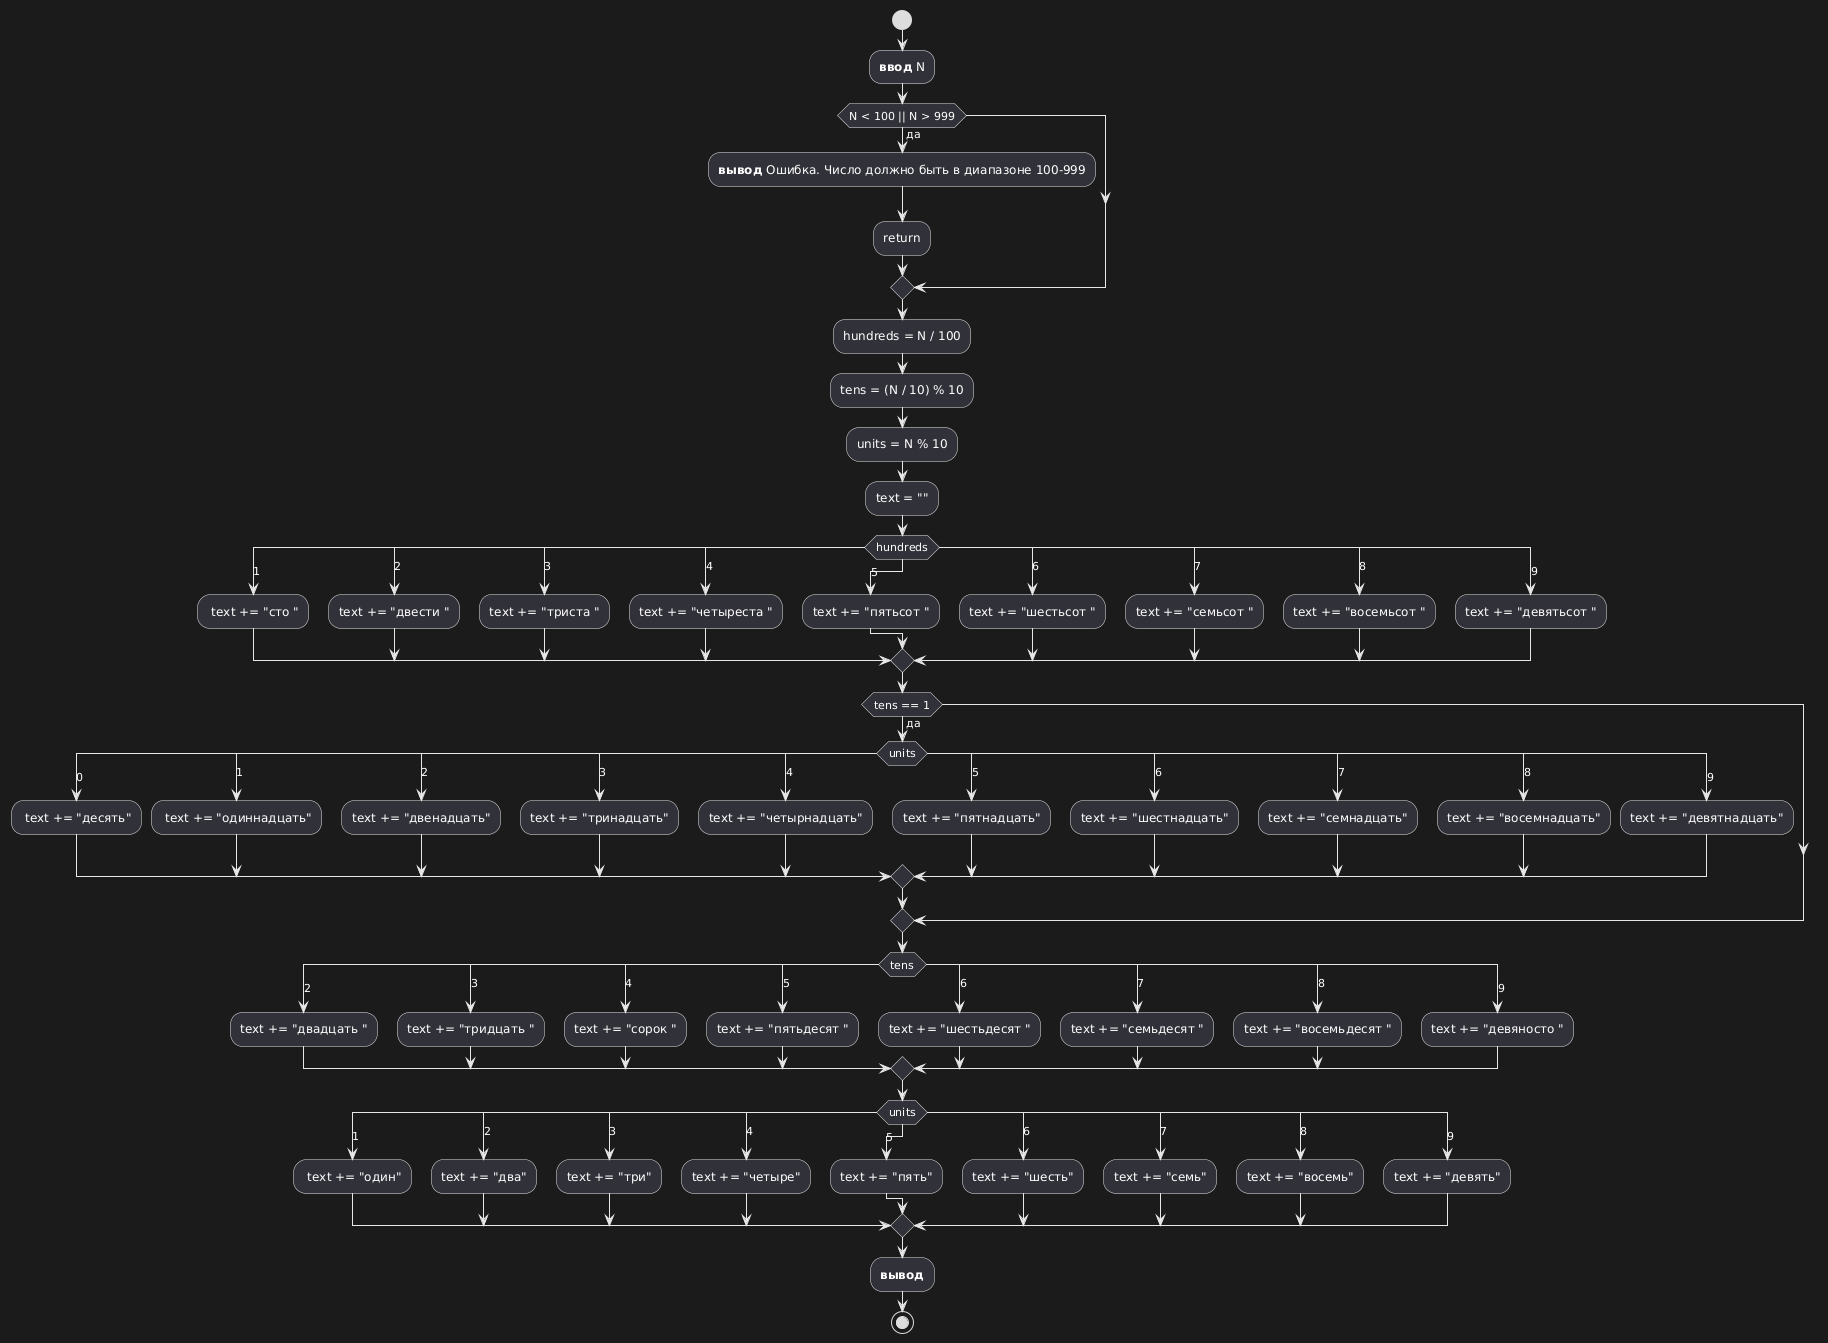 ввод N
N < 100 || N > 999
да
вывод Ошибка. Число должно быть в диапазоне 100-999
return
hundreds = N / 100
tens = (N / 10) % 10
units = N % 10
text = ""
hundreds
1 2 3 4 5 6 7 8 9
text += "сто " text += "двести " text += "триста " text += "четыреста " text += "пятьсот " text += "шестьсот " text += "семьсот " text += "восемьсот " text += "девятьсот "
tens == 1
да
units
0 1 2 3 4 5 6 7 8 9
text += "десять" text += "одиннадцать" text += "двенадцать" text += "тринадцать" text += "четырнадцать" text += "пятнадцать" text += "шестнадцать" text += "семнадцать" text += "восемнадцать" text += "девятнадцать"
tens
2 3 4 5 6 7 8 9
text += "двадцать " text += "тридцать " text += "сорок " text += "пятьдесят " text += "шестьдесят " text += "семьдесят " text += "восемьдесят " text += "девяносто "
units
1 2 3 4 5 6 7 8 9
text += "один" text += "два" text += "три" text += "четыре" text += "пять" text += "шесть" text += "семь" text += "восемь" text += "девять"
вывод